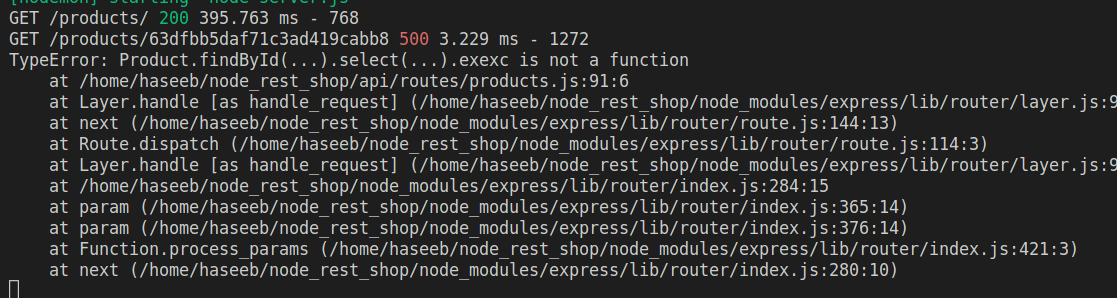 [nodemon] starting `node server.js`
GET /products/ 200 395.763 ms - 768
GET /products/63dfbb5daf71c3ad419cabb8 500 3.229 ms - 1272
TypeError: Product.findById(...).select(...).exexc is not a function
    at /home/haseeb/node_rest_shop/api/routes/products.js:91:6
    at Layer.handle [as handle_request] (/home/haseeb/node_rest_shop/node_modules/express/lib/router/layer.js:9
    at next (/home/haseeb/node_rest_shop/node_modules/express/lib/router/route.js:144:13)
    at Route.dispatch (/home/haseeb/node_rest_shop/node_modules/express/lib/router/route.js:114:3)
    at Layer.handle [as handle_request] (/home/haseeb/node_rest_shop/node_modules/express/lib/router/layer.js:9
    at /home/haseeb/node_rest_shop/node_modules/express/lib/router/index.js:284:15
    at param (/home/haseeb/node_rest_shop/node_modules/express/lib/router/index.js:365:14)
    at param (/home/haseeb/node_rest_shop/node_modules/express/lib/router/index.js:376:14)
    at Function.process_params (/home/haseeb/node_rest_shop/node_modules/express/lib/router/index.js:421:3)
    at next (/home/haseeb/node_rest_shop/node_modules/express/lib/router/index.js:280:10)